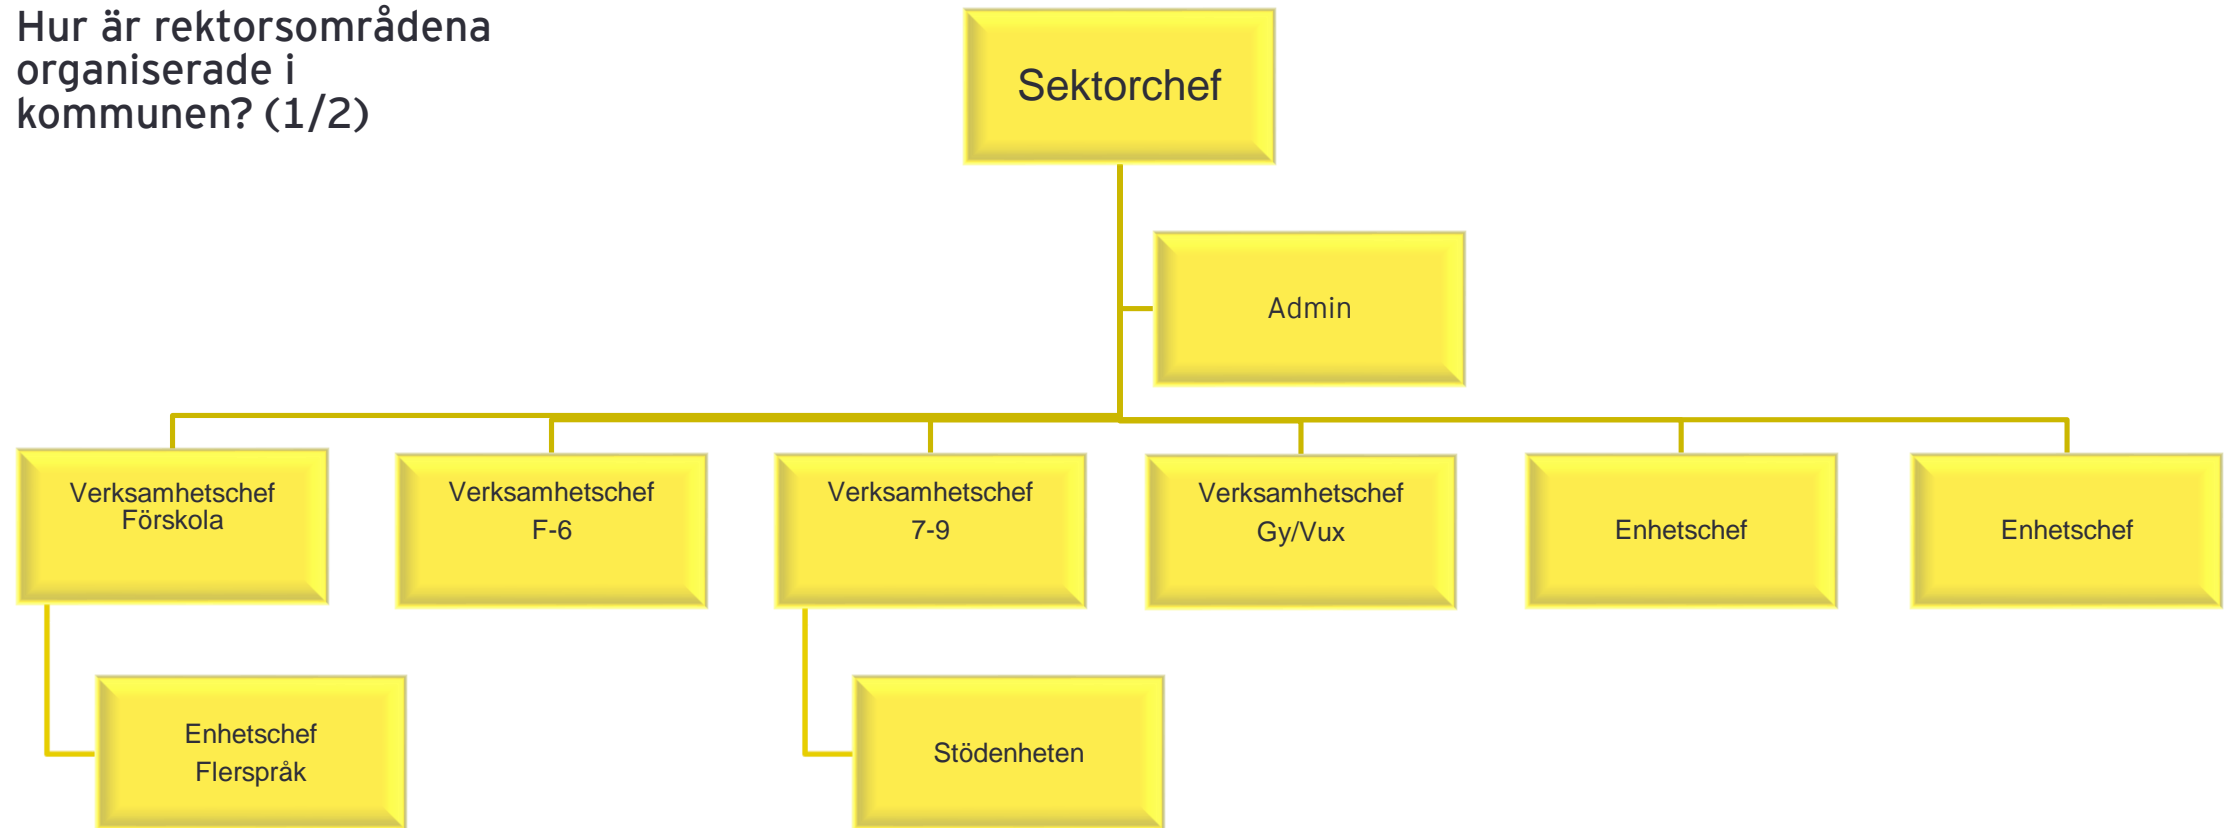 Hur är rektorsområdena
organiserade i
kommunen? (1/2)
Sektorchef
Admin
Verksamhetschef
Förskola
Verksamhetschef
F-6
Verksamhetschef
7-9
Verksamhetschef
Gy/Vux
Enhetschef
Enhetschef
Enhetschef
Flerspråk
Stödenheten